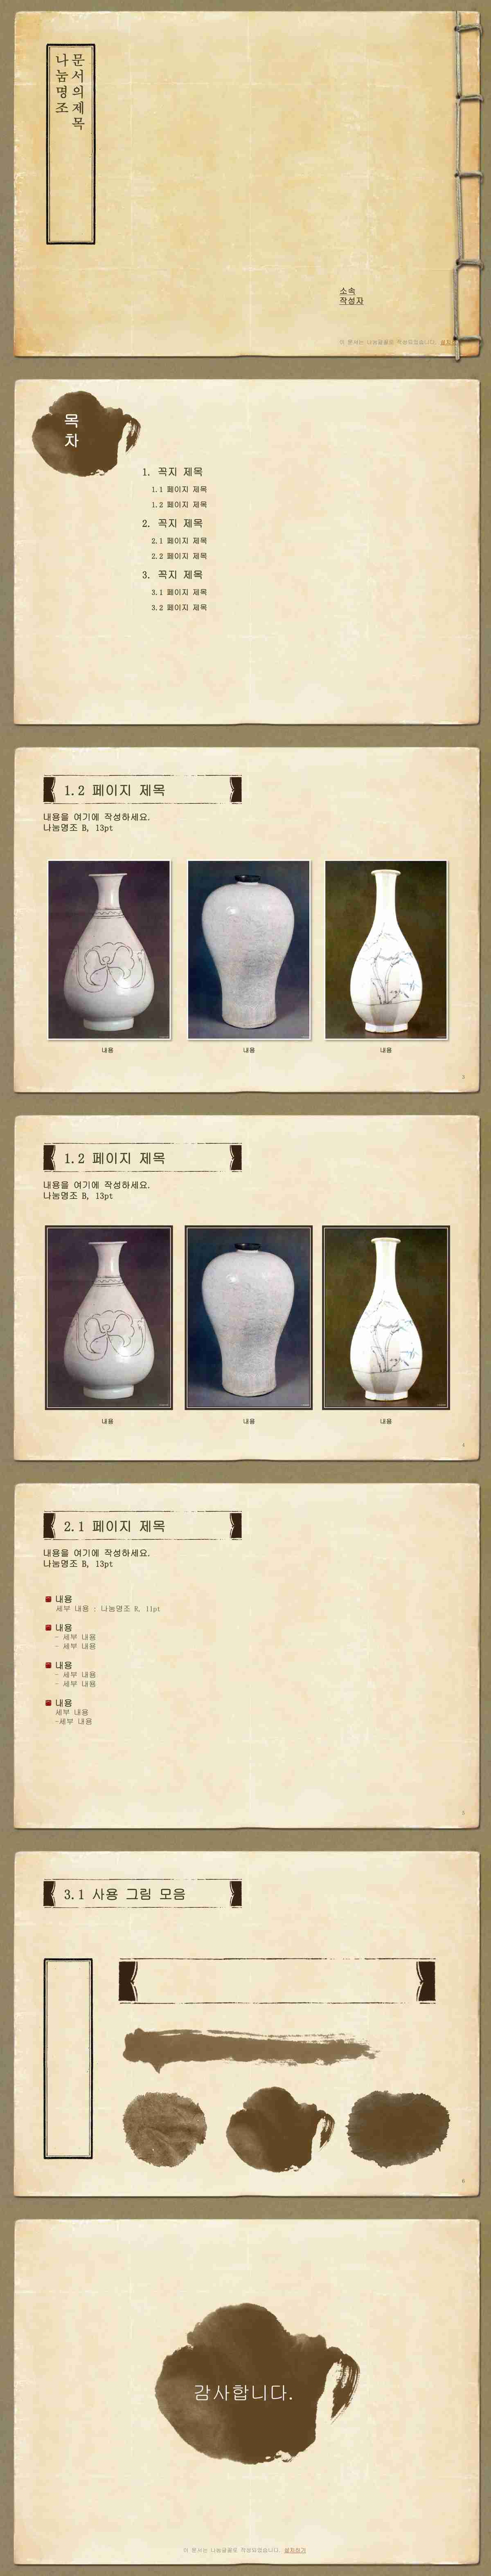 문서의제목
나눔명조
소속
작성자
이 문서는 나눔글꼴로 작성되었습니다. 설치
목
차
1. 꼭지 제목
1.1 페이지 제목
1.2 페이지 제목
2. 꼭지 제목
2.1 페이지 제목
2.2 페이지 제목
3. 꼭지 제목
3.1 페이지 제목
3.2 페이지 제목
1.2 페이지 제목
내용을 여기에 작성하세요.
나눔명조 B, 13pt
내용 내용 내용
3
1.2 페이지 제목
내용을 여기에 작성하세요.
나눔명조 B, 13pt
내용 내용 내용
4
2.1 페이지 제목
내용을 여기에 작성하세요.
나눔명조 B, 13pt
내용
세부 내용 : 나눔명조 R, 11pt
내용
- 세부 내용
- 세부 내용
내용
- 세부 내용
- 세부 내용
내용
세부 내용
-세부 내용
5
3.1 사용 그림 모음
6
감사합니다.
이 문서는 나눔글꼴로 작성되었습니다. 설치하기